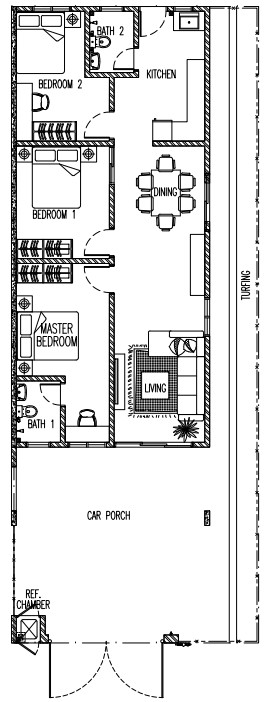 BATH 2
KITCHEN
BEDROOM 2
DINING
BEDROOM 1
TURFING
MASTER
BEDROOM
LIVING
BATH 1
CAR PORCH
REF.
CHAMBER